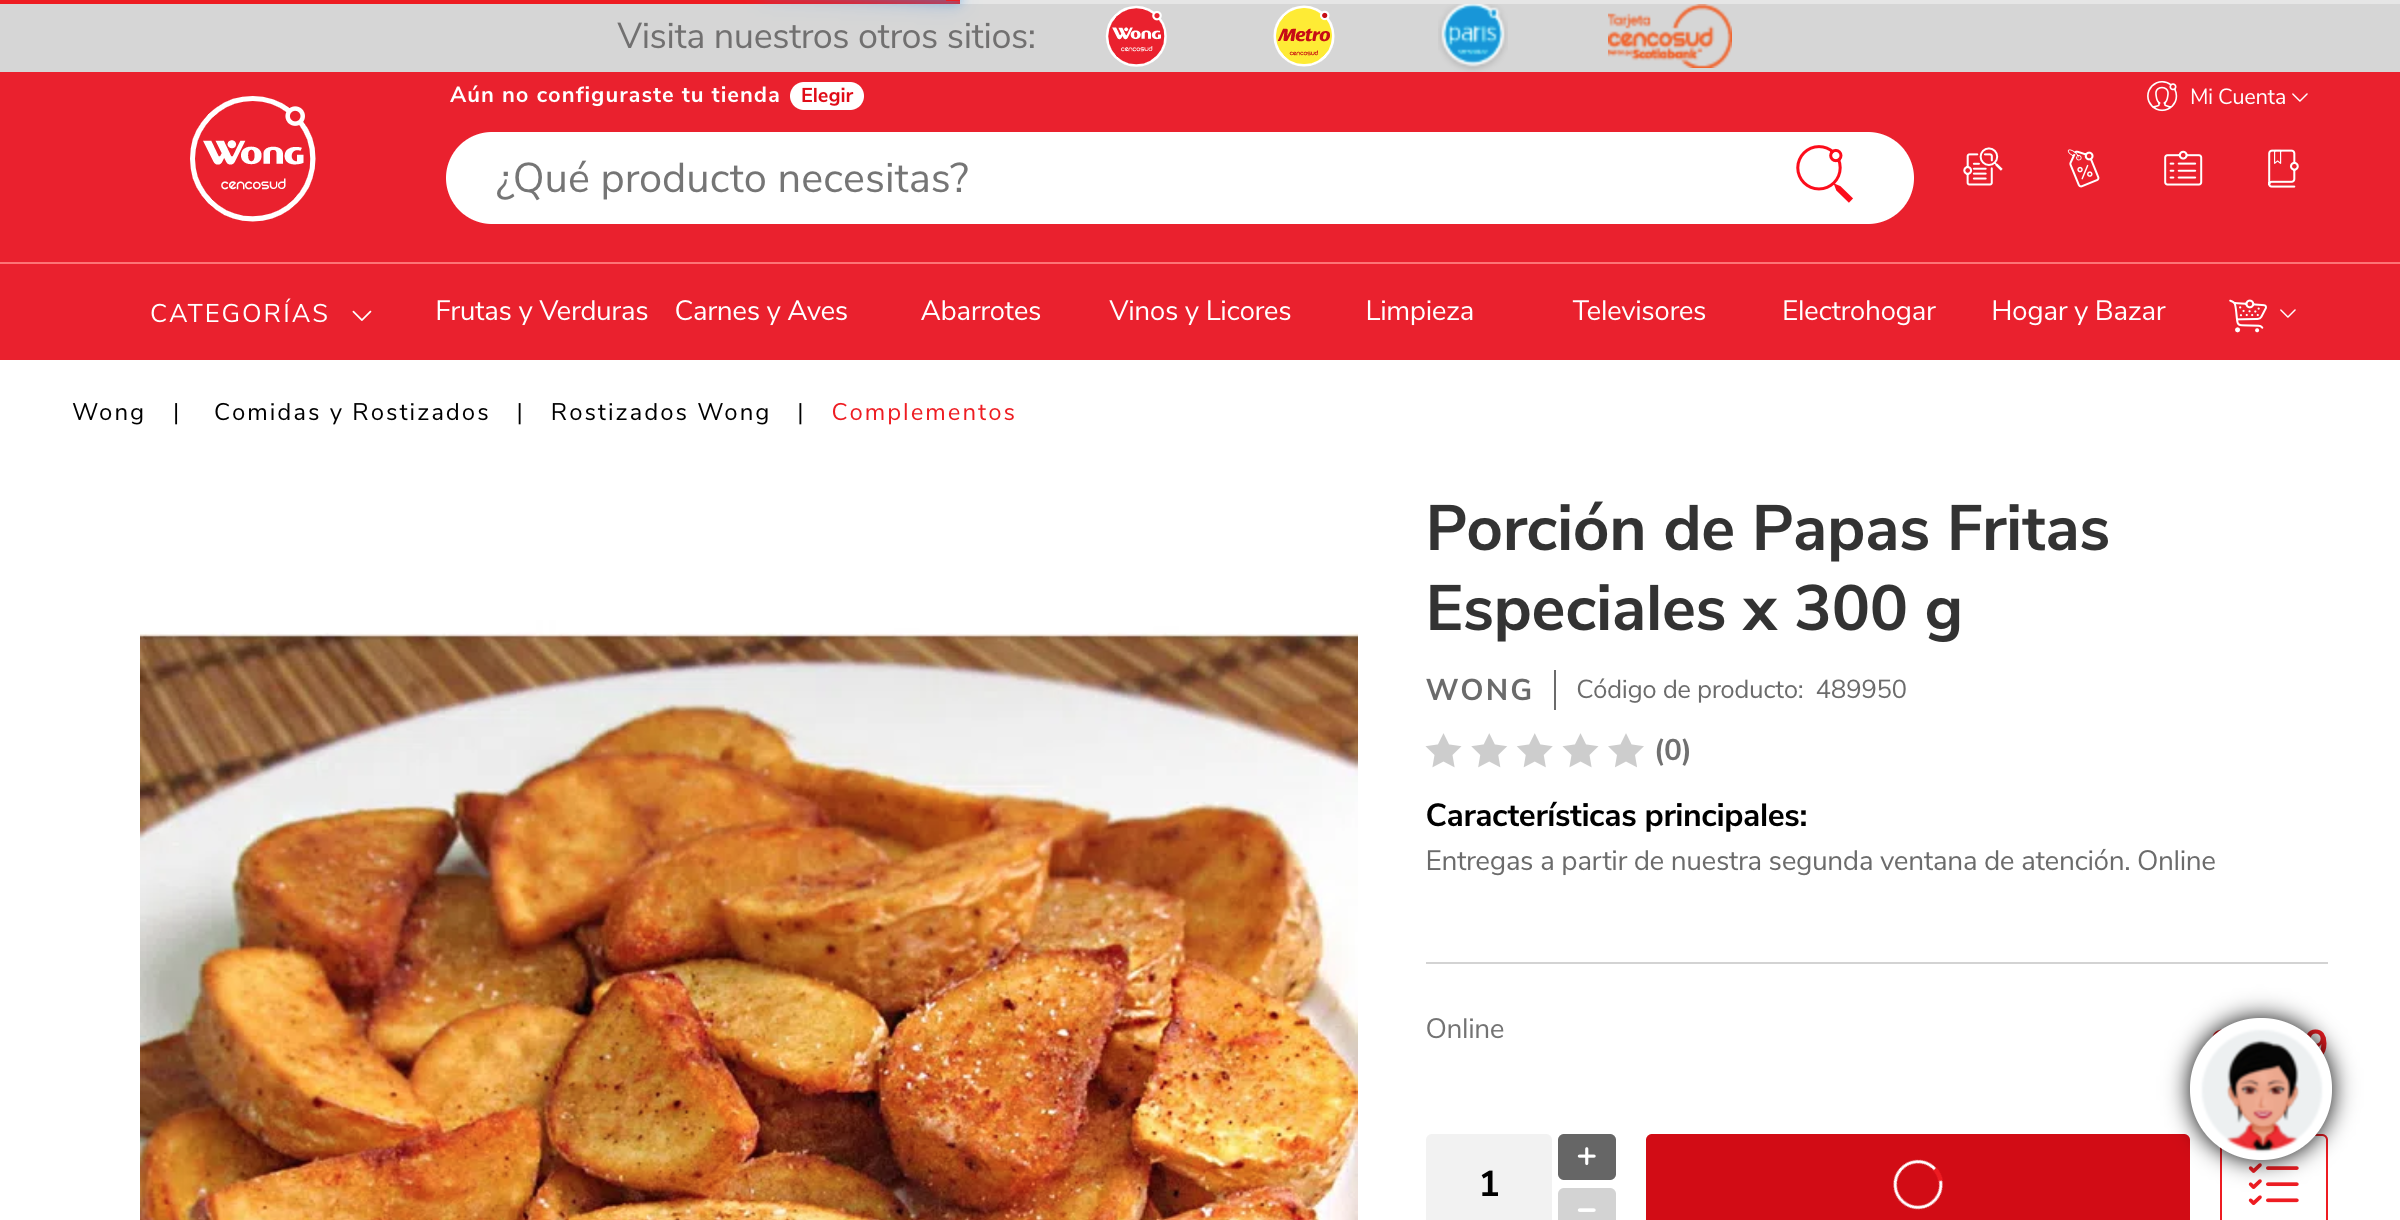 Visita nuestros otros sitios:
Wong
cencosud
Metro
cencosud
paris
Tarjeta
cencosud
Scotiabank
Aún no configuraste tu tienda Elegir
Mi Cuenta
Wong
cencosud
¿Qué producto necesitas?
CATEGORÍAS Frutas y Verduras Carnes y Aves Abarrotes Vinos y Licores Limpieza Televisores Electrohogar Hogar y Bazar
Wong | Comidas y Rostizados | Rostizados Wong | Complementos
Porción de Papas Fritas
Especiales x 300 g
WONG | Código de producto: 489950
(0)
Características principales:
Entregas a partir de nuestra segunda ventana de atención. Online
Online
9
1
+
-